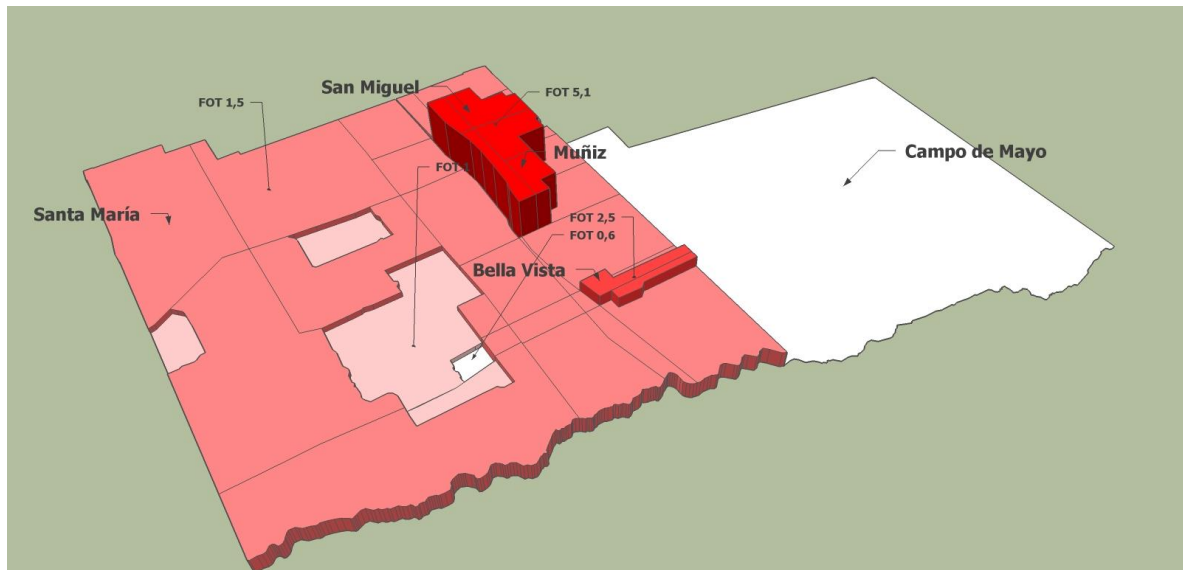 San Miguel
FOT 1,5
FOT 5,1
Muñiz
Campo de Mayo
FOT
Santa María
FOT 2,5
FOT 0,6
Bella Vista